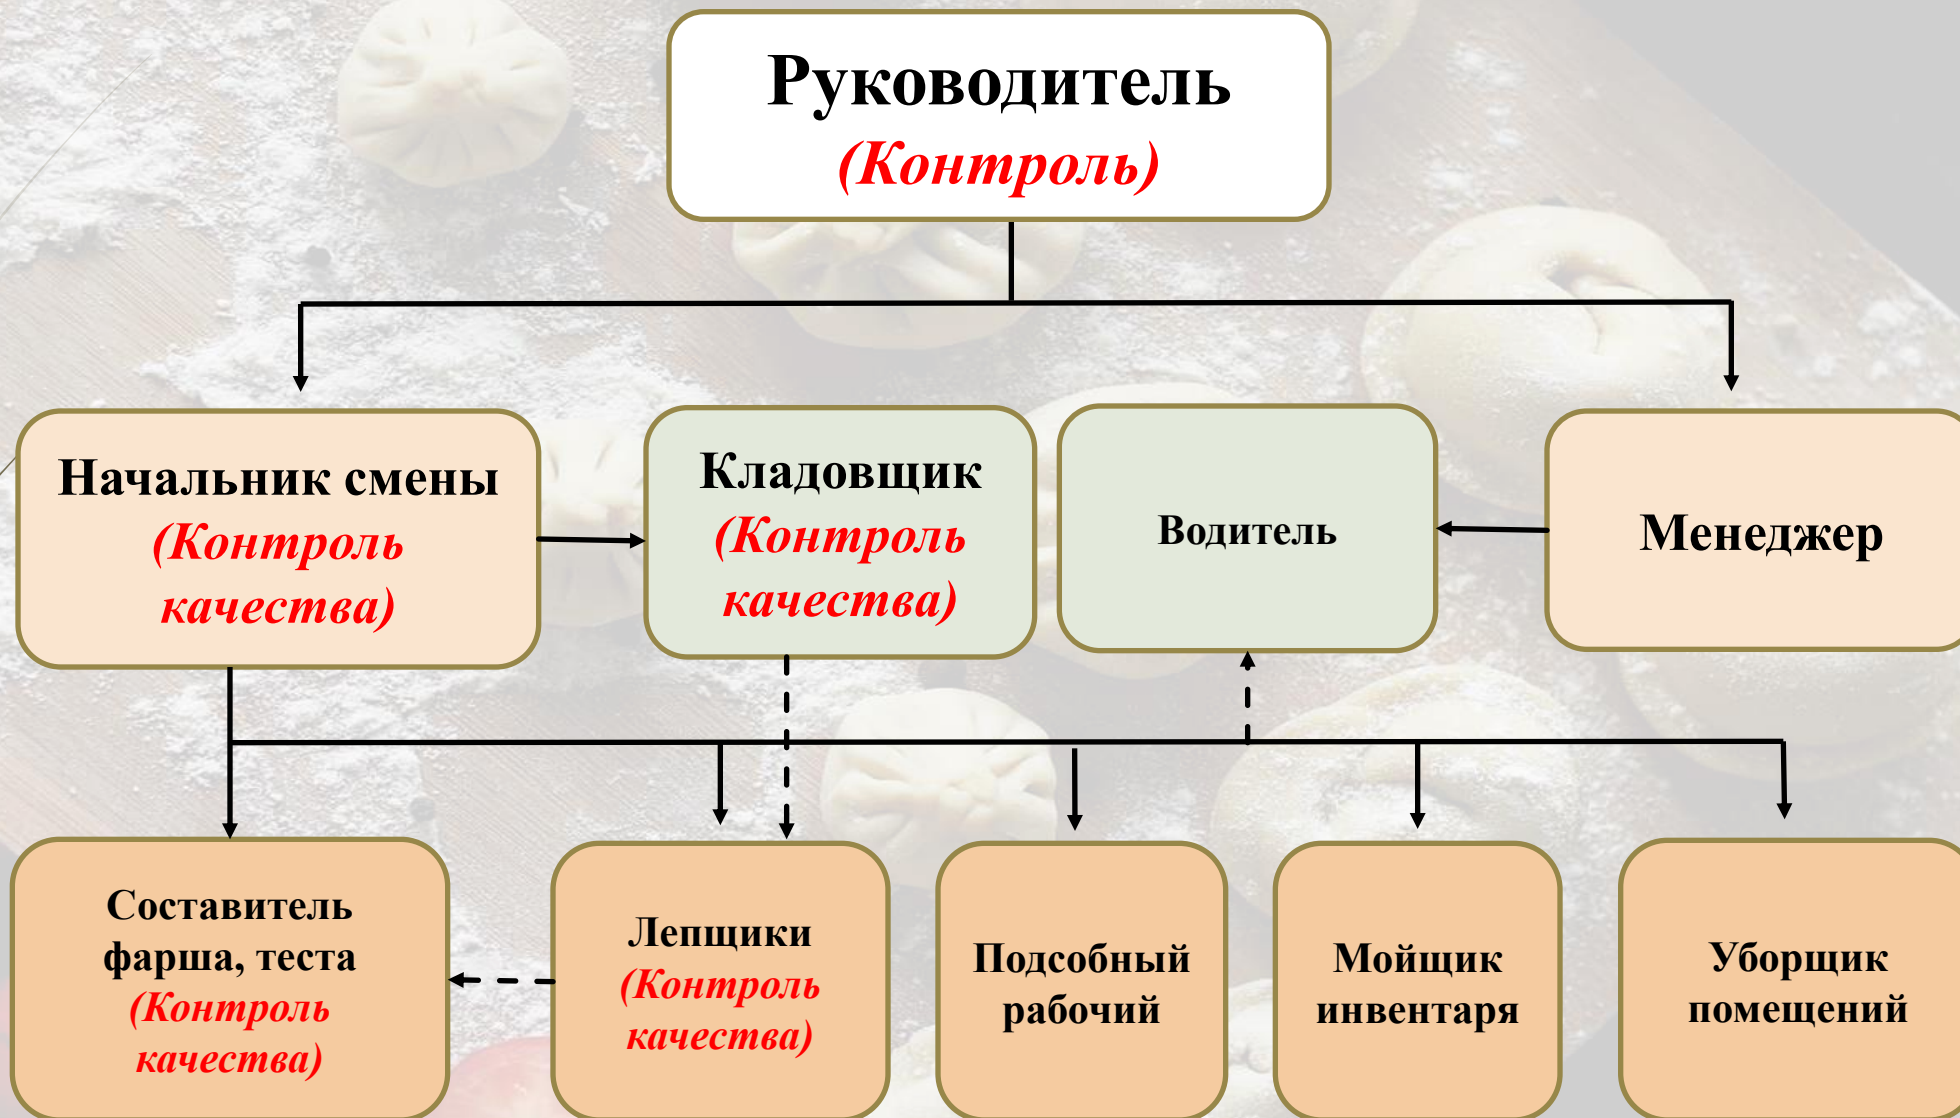 Руководитель
(Контроль)
Начальник смены
(Контроль
качества)
Кладовщик
(Контроль
качества)
Водитель
Менеджер
Составитель
фарша, теста
(Контроль
качества)
Лепщики
(Контроль
качества)
Подсобный
рабочий
Мойщик
инвентаря
Уборщик
помещений